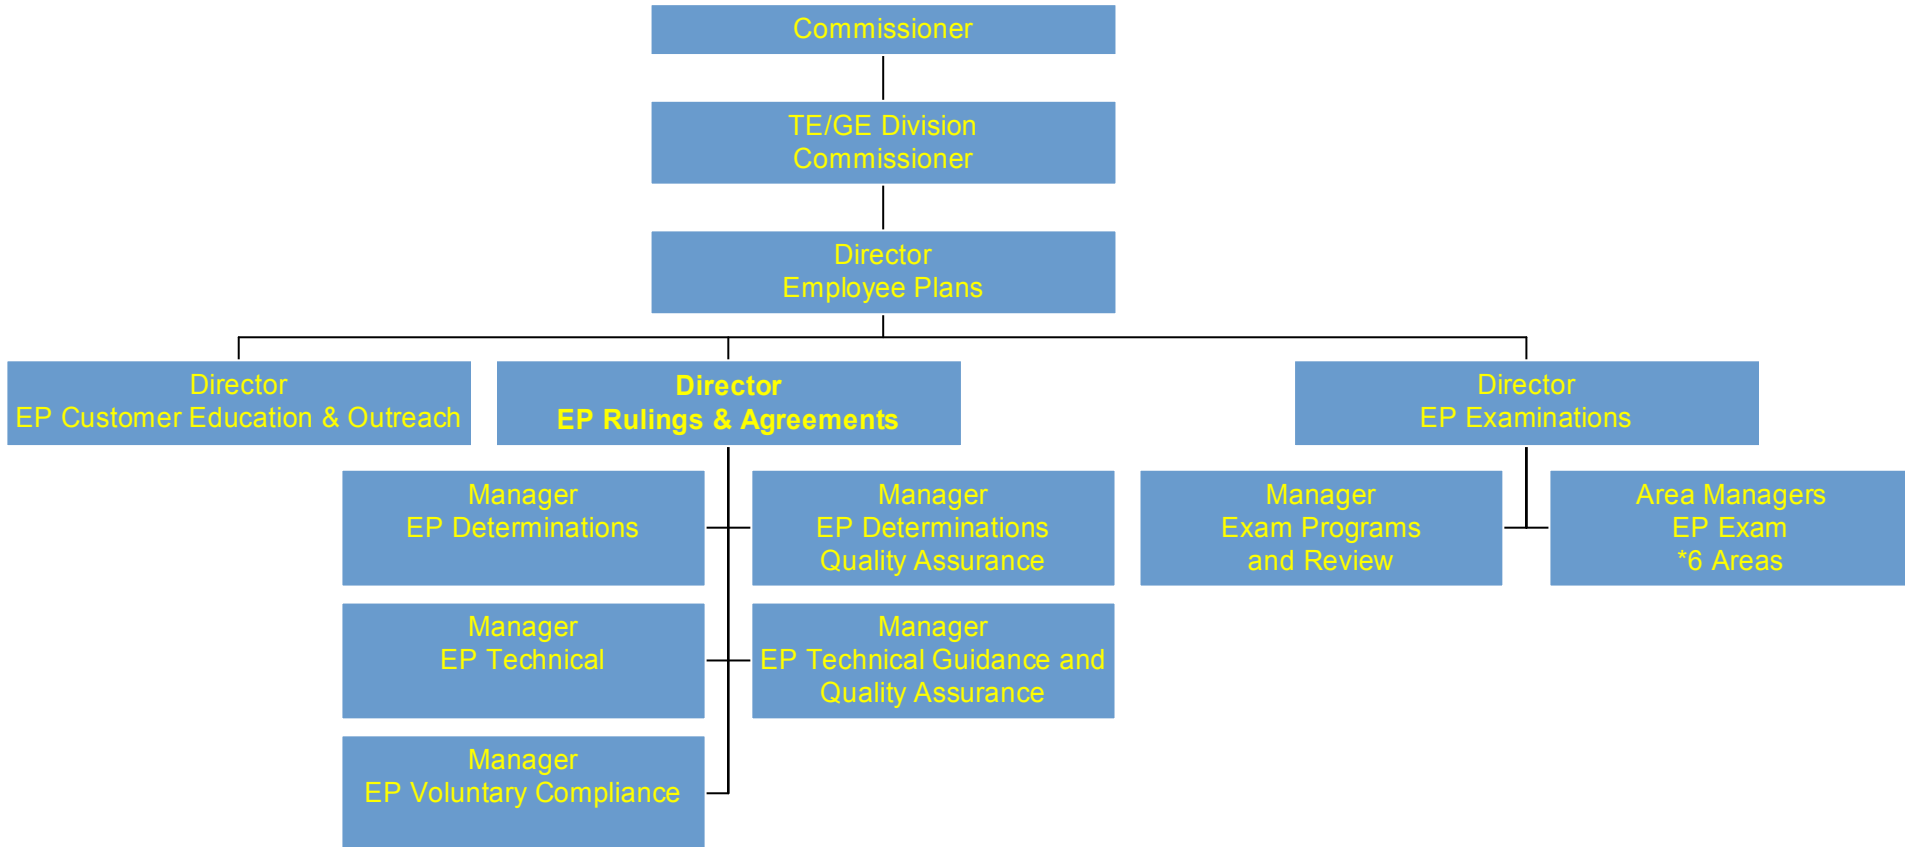 Commissioner
TE/GE Division
Commissioner
Director
Employee Plans
Director
EP Customer Education & Outreach
Director
EP Rulings & Agreements
Director
EP Examinations
Manager
EP Determinations
Manager
EP Determinations
Quality Assurance
Manager
Exam Programs
and Review
Area Managers
EP Exam
*6 Areas
Manager
EP Technical
Manager
EP Technical Guidance and
Quality Assurance
Manager
EP Voluntary Compliance